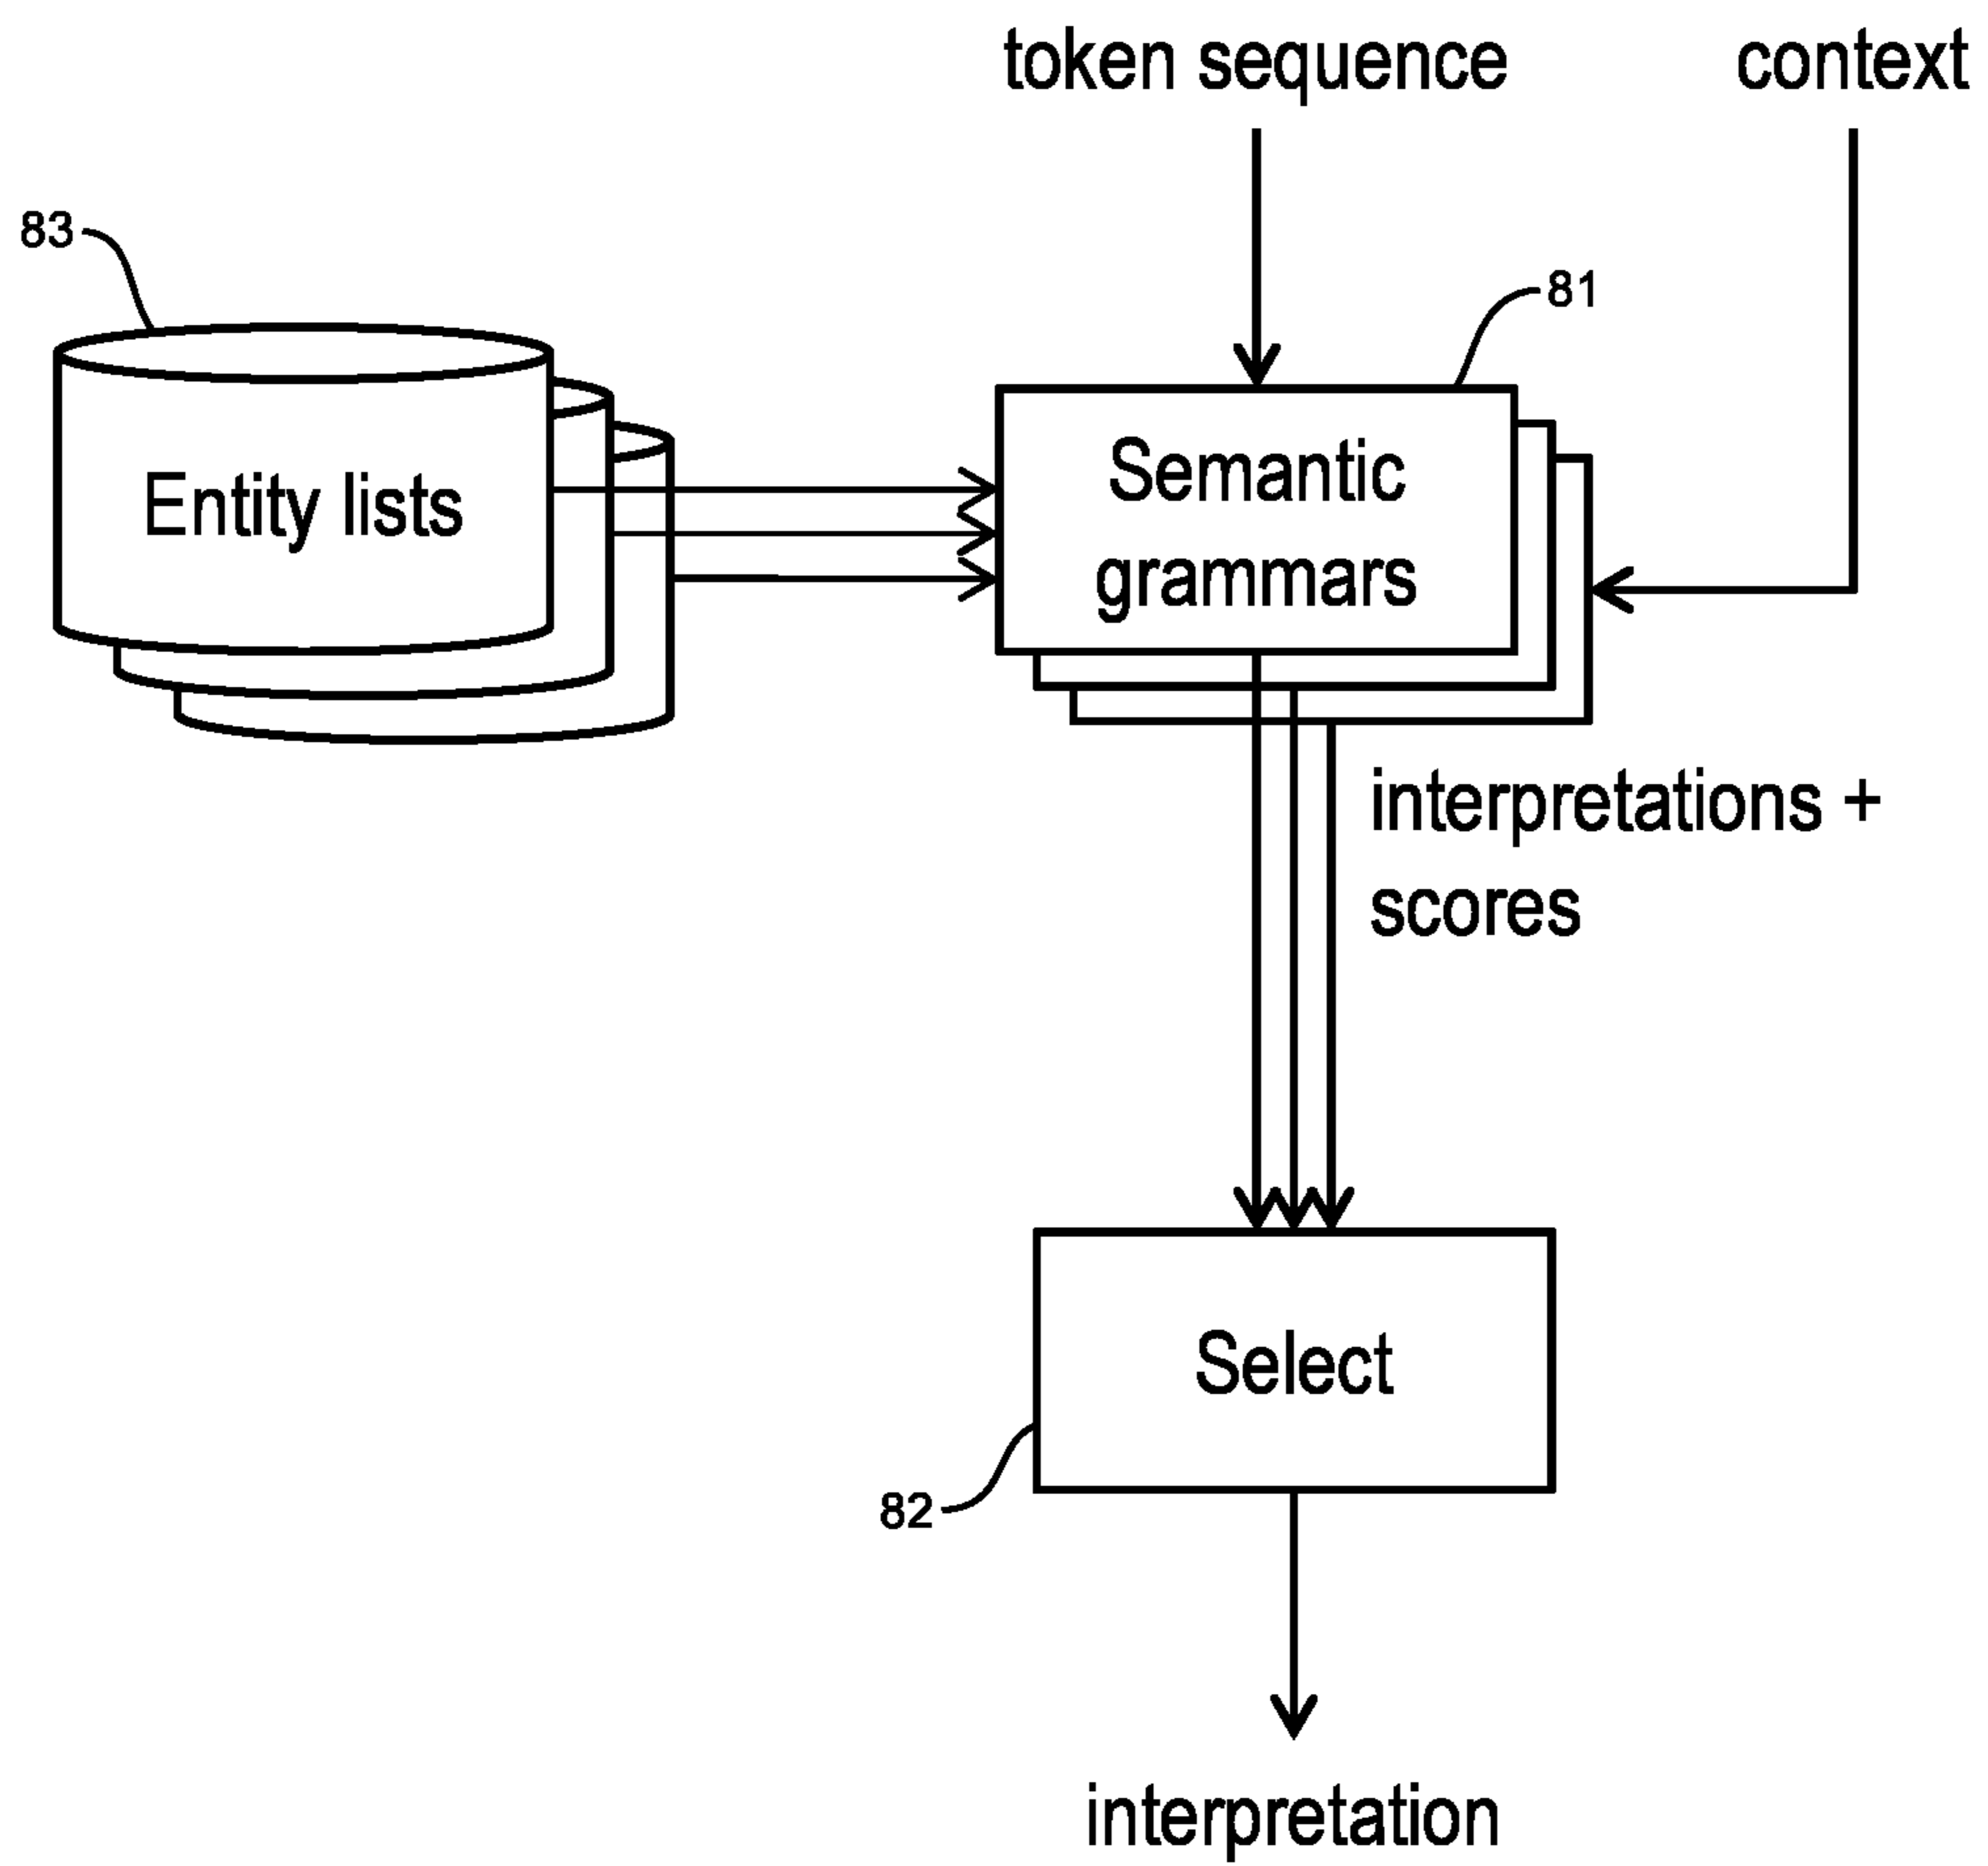 token sequence
context
83
81
Entity lists
Semantic
grammars
interpretations +
scores
Select
82
interpretation